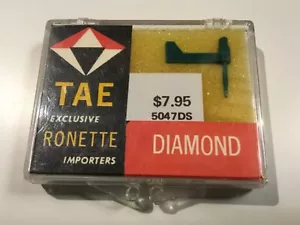 TAE
EXCLUSIVE
RONETTE
IMPORTERS
$7.95
5047DS
DIAMOND